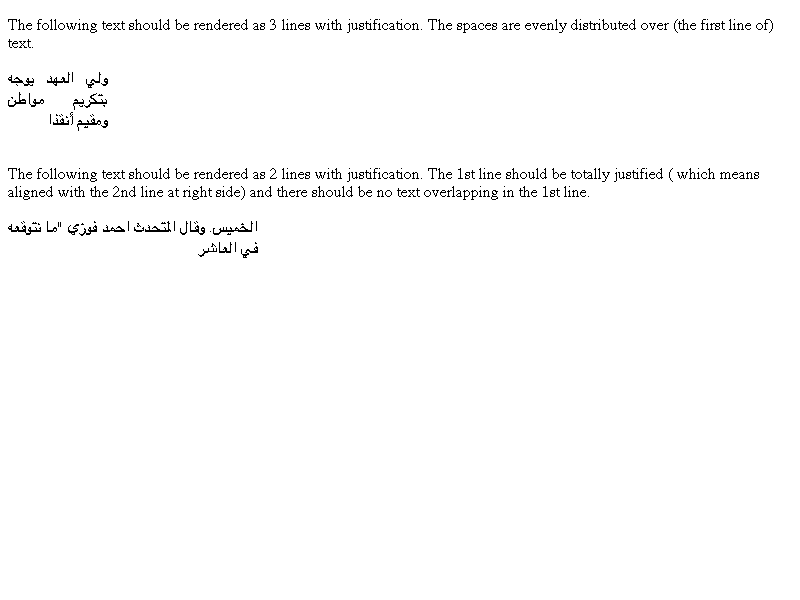 The following text should be rendered as 3 lines with justification. The spaces are evenly distributed over (the first line of)
text.
ولي العهد يوجه
بتكريم مواطن
ومقيم أنقذا
The following text should be rendered as 2 lines with justification. The 1st line should be totally justified ( which means
aligned with the 2nd line at right side) and there should be no text overlapping in the 1st line.
الخميس. وقال المتحدث احمد فوزي "ما نتوقعه
في العاشر